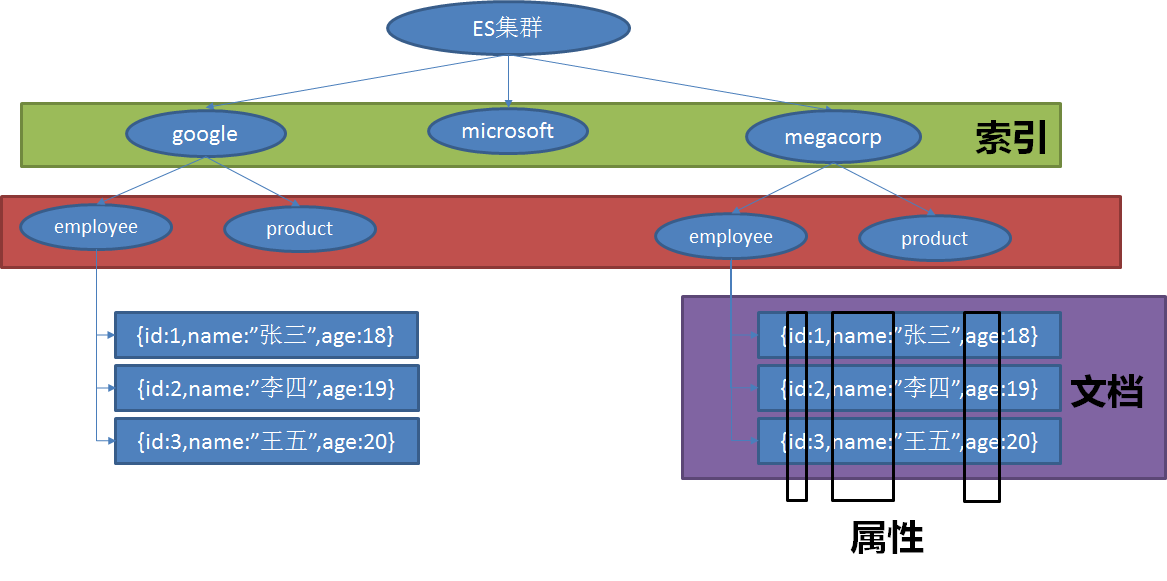 ES集群
google
microsoft
megacorp
索引
employee
product
employee
product
{id:1,name:”张三”,age:18}
{id:2,name:”李四”,age:19}
{id:3,name:”王五”,age:20}
{id:1,name:”张三”,age:18}
{id:2,name:”李四”,age:19}
{id:3,name:”王五”,age:20}
文档
属性